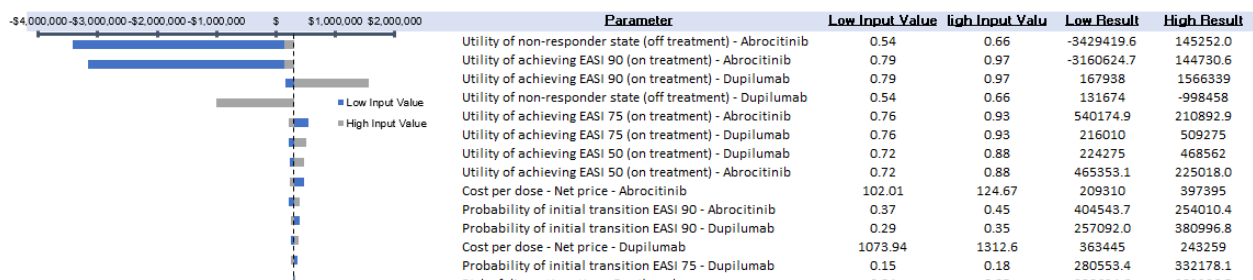 -$4,000,000 -$3,000,000 -$2,000,000 -$1,000,000 $ $1,000,000 $2,000,000
Low Input Value
High Input Value
Parameter Low Input Value ligh Input Valu Low Result High Result
Utility of non-responder state (off treatment) - Abrocitinib 0.54 0.66 -3429419.6 145252.0
Utility of achieving EASI 90 (on treatment) - Abrocitinib 0.79 0.97 -3160624.7 144730.6
Utility of achieving EASI 90 (on treatment) - Dupilumab 0.79 0.97 167938 1566339
Utility of non-responder state (off treatment) - Dupilumab 0.54 0.66 131674 -998458
Utility of achieving EASI 75 (on treatment) - Abrocitinib 0.76 0.93 540174.9 210892.9
Utility of achieving EASI 75 (on treatment) - Dupilumab 0.76 0.93 216010 509275
Utility of achieving EASI 50 (on treatment) - Dupilumab 0.72 0.88 224275 468562
Utility of achieving EASI 50 (on treatment) - Abrocitinib 0.72 0.88 465353.1 225018.0
Cost per dose - Net price - Abrocitinib 102.01 124.67 209310 397395
Probability of initial transition EASI 90 - Abrocitinib 0.37 0.45 404543.7 254010.4
Probability of initial transition EASI 90 - Dupilumab 0.29 0.35 257092.0 380996.8
Cost per dose - Net price - Dupilumab 1073.94 1312.6 363445 243259
Probability of initial transition EASI 75 - Dupilumab 0.15 0.18 280553.4 332178.1